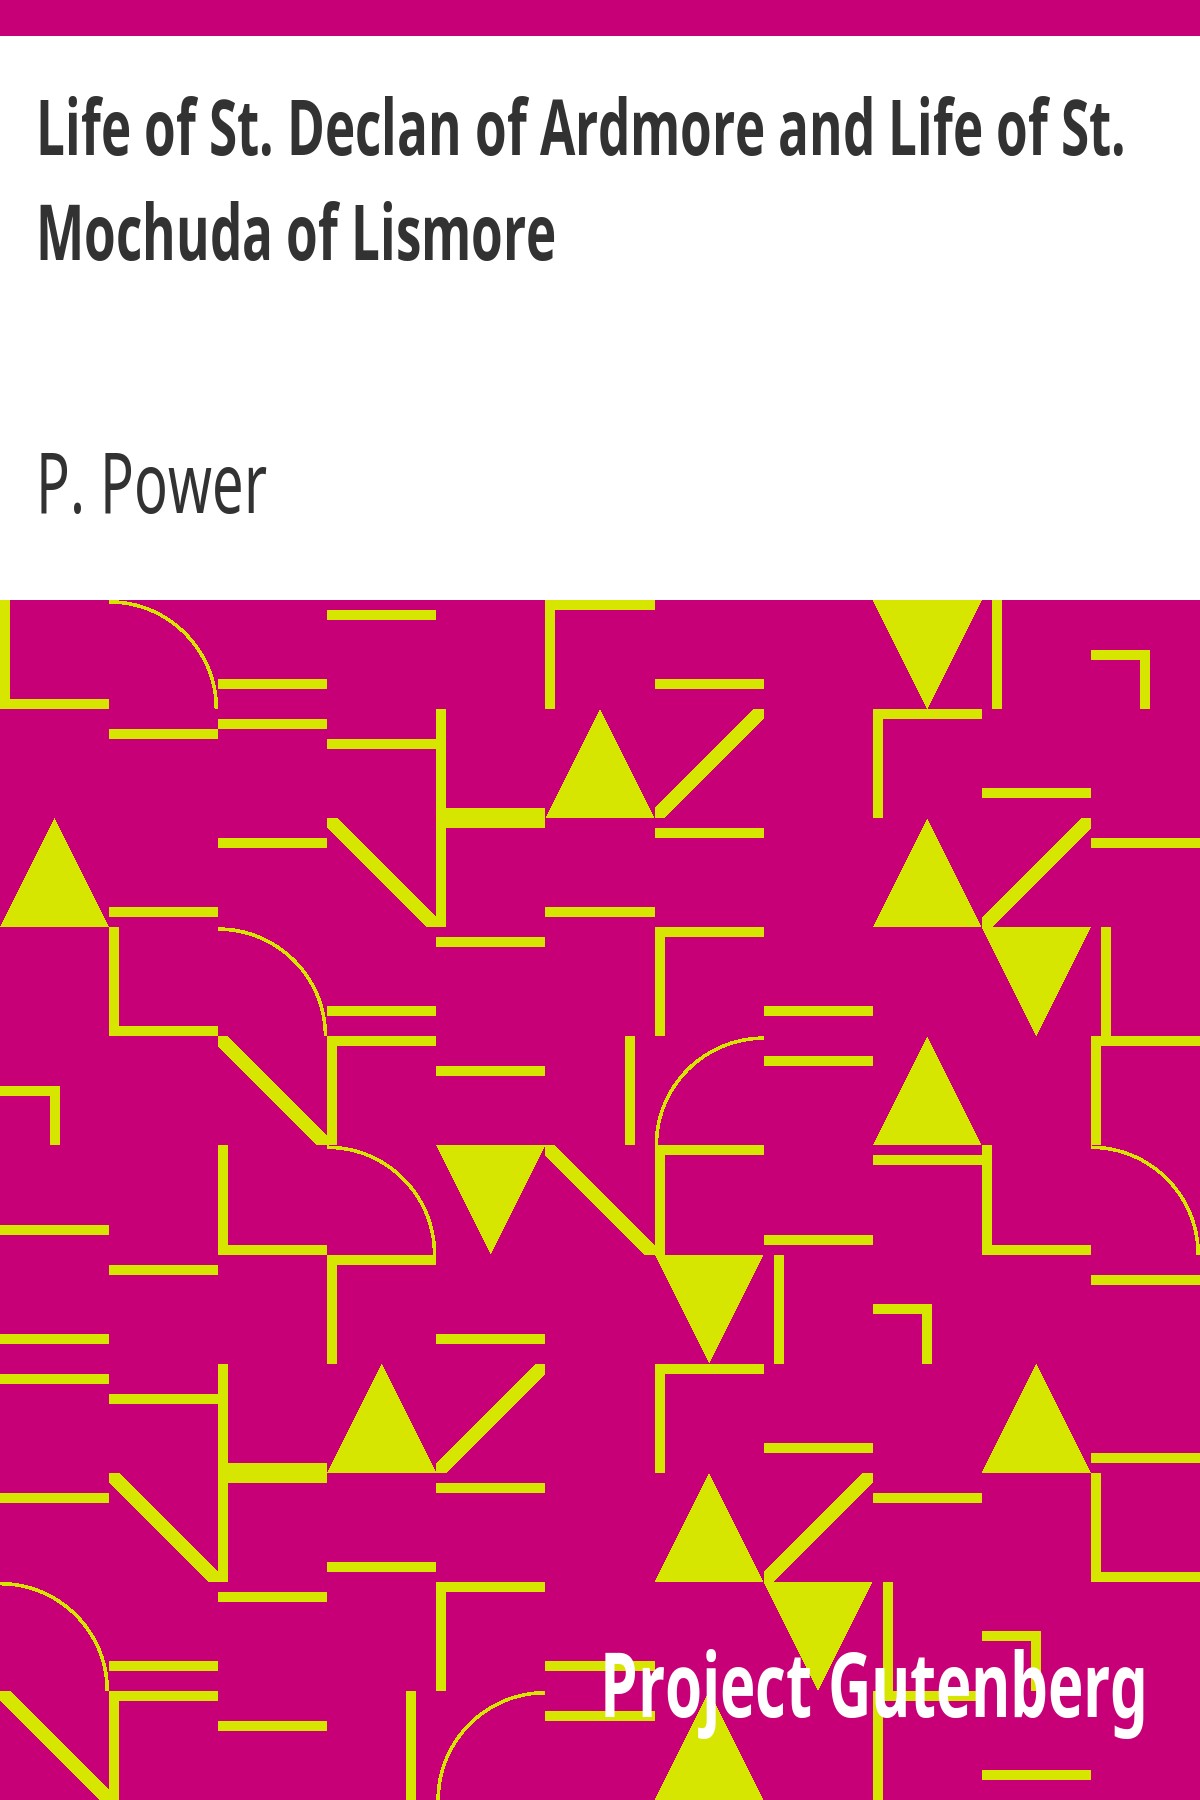 Life of St. Declan of Ardmore and Life of St.
Mochuda of Lismore
P. Power
Project Gutenberg